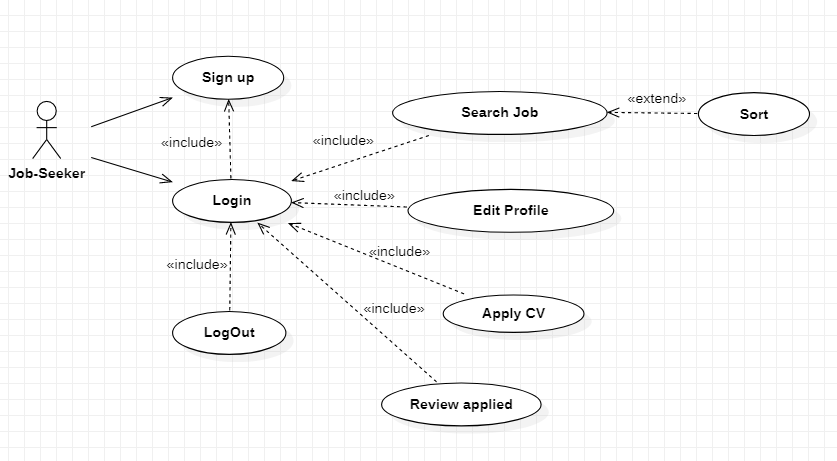 Sign up
«include»
Job-Seeker
Login
Search Job
«extend»
Sort
«include»
«include»
Edit Profile
«include»
«include»
LogOut
Apply CV
«include»
Review applied